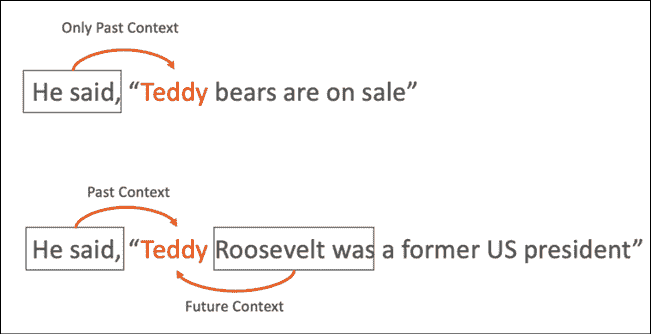 Only Past Context
He said, “Teddy bears are on sale”
Past Context
He said, “Teddy Roosevelt was a former US president”
Future Context